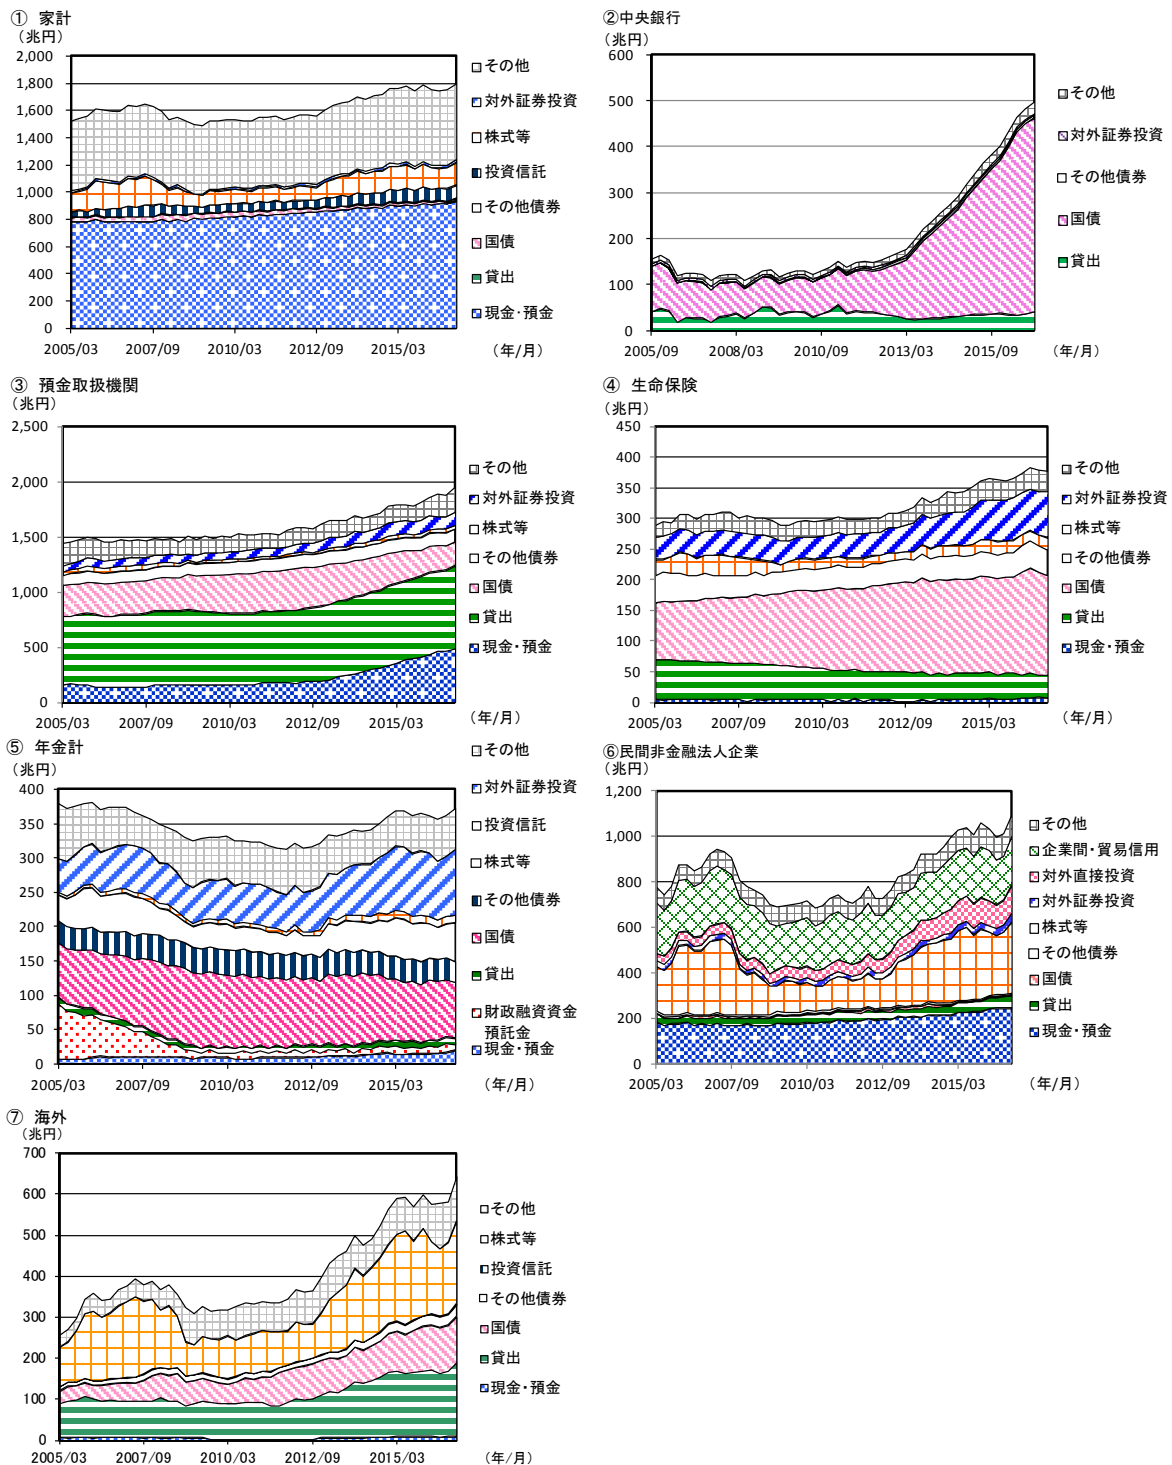 ① 家計
（兆円）
2,000
1,800
1,600
1,400
1,200
1,000
800
600
400
200
0
2005/03 2007/09 2010/03 2012/09 2015/03 （年/月）
その他
対外証券投資
株式等
投資信託
その他債券
国債
貸出
現金・預金
②中央銀行
（兆円）
600
500
400
300
200
100
0
2005/09 2008/03 2010/09 2013/03 2015/09 （年/月）
その他
対外証券投資
その他債券
国債
貸出
③ 預金取扱機関
（兆円）
2,500
2,000
1,500
1,000
500
0
2005/03 2007/09 2010/03 2012/09 2015/03 （年/月）
その他
対外証券投資
株式等
その他債券
国債
貸出
現金・預金
④ 生命保険
（兆円）
450
400
350
300
250
200
150
100
50
0
2005/03 2007/09 2010/03 2012/09 2015/03 （年/月）
その他
対外証券投資
株式等
その他債券
国債
貸出
現金・預金
⑤ 年金計
（兆円）
400
350
300
250
200
150
100
50
0
2005/03 2007/09 2010/03 2012/09 2015/03 （年/月）
その他
対外証券投資
投資信託
株式等
その他債券
国債
貸出
財政融資資金
預託金
現金・預金
⑥民間非金融法人企業
（兆円）
1,200
1,000
800
600
400
200
0
2005/03 2007/09 2010/03 2012/09 2015/03 （年/月）
その他
企業間・貿易信用
対外直接投資
対外証券投資
株式等
その他債券
国債
貸出
現金・預金
⑦ 海外
（兆円）
700
600
500
400
300
200
100
0
2005/03 2007/09 2010/03 2012/09 2015/03 （年/月）
その他
株式等
投資信託
その他債券
国債
貸出
現金・預金